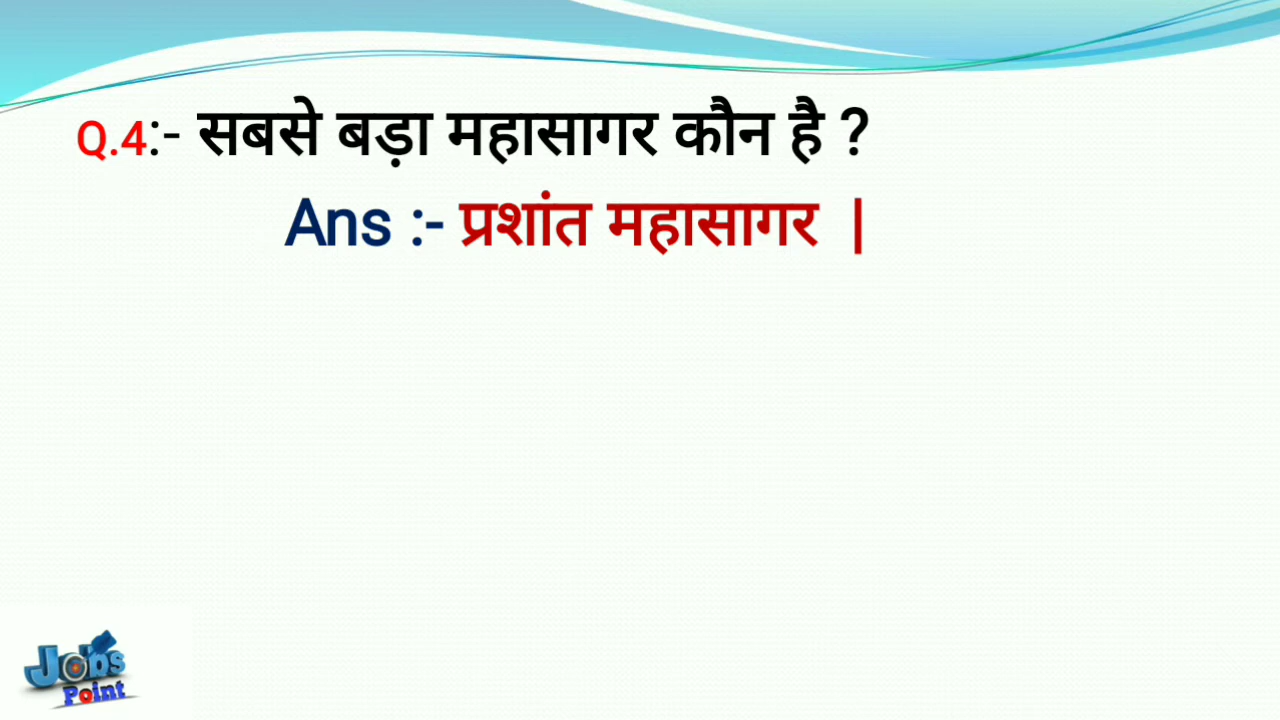 Q.4:- सबसे बड़ा महासागर कौन है ?
Ans :- प्रशांत महासागर |
Jobs
Point